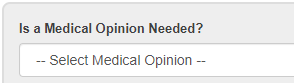 Is a Medical Opinion Needed?
-- Select Medical Opinion --